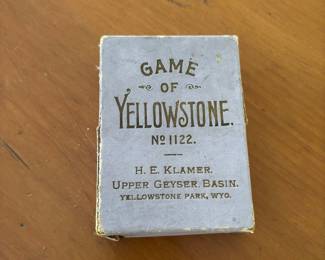 GAME
OF
YELLOWSTONE.
No 1122.
H. E. KLAMER.
UPPER GEYSER BASIN.
YELLOWSTONE PARK, WYO.